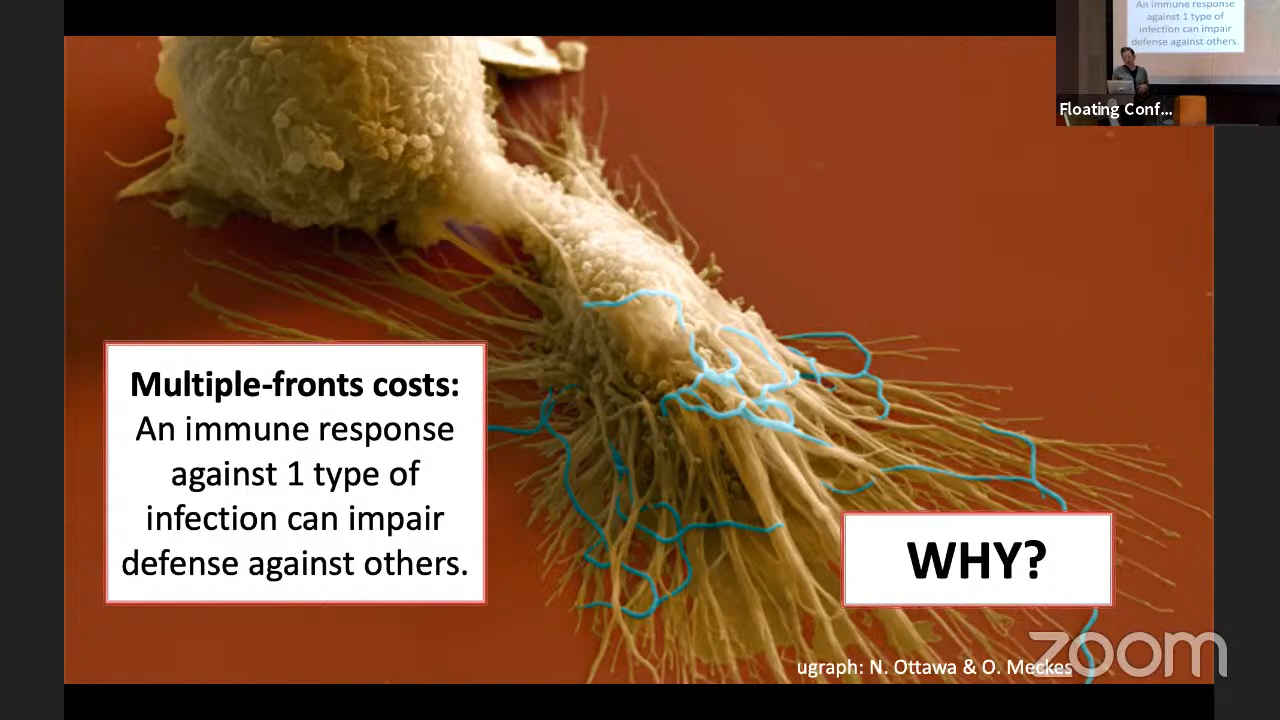 An immune response
against 1 type of
infection can impair
defense against others.
Floating Conf...
Multiple-fronts costs:
An immune response
against 1 type of
infection can impair
defense against others.
WHY?
ugraph: N. Ottawa & O. Meckes
zoom